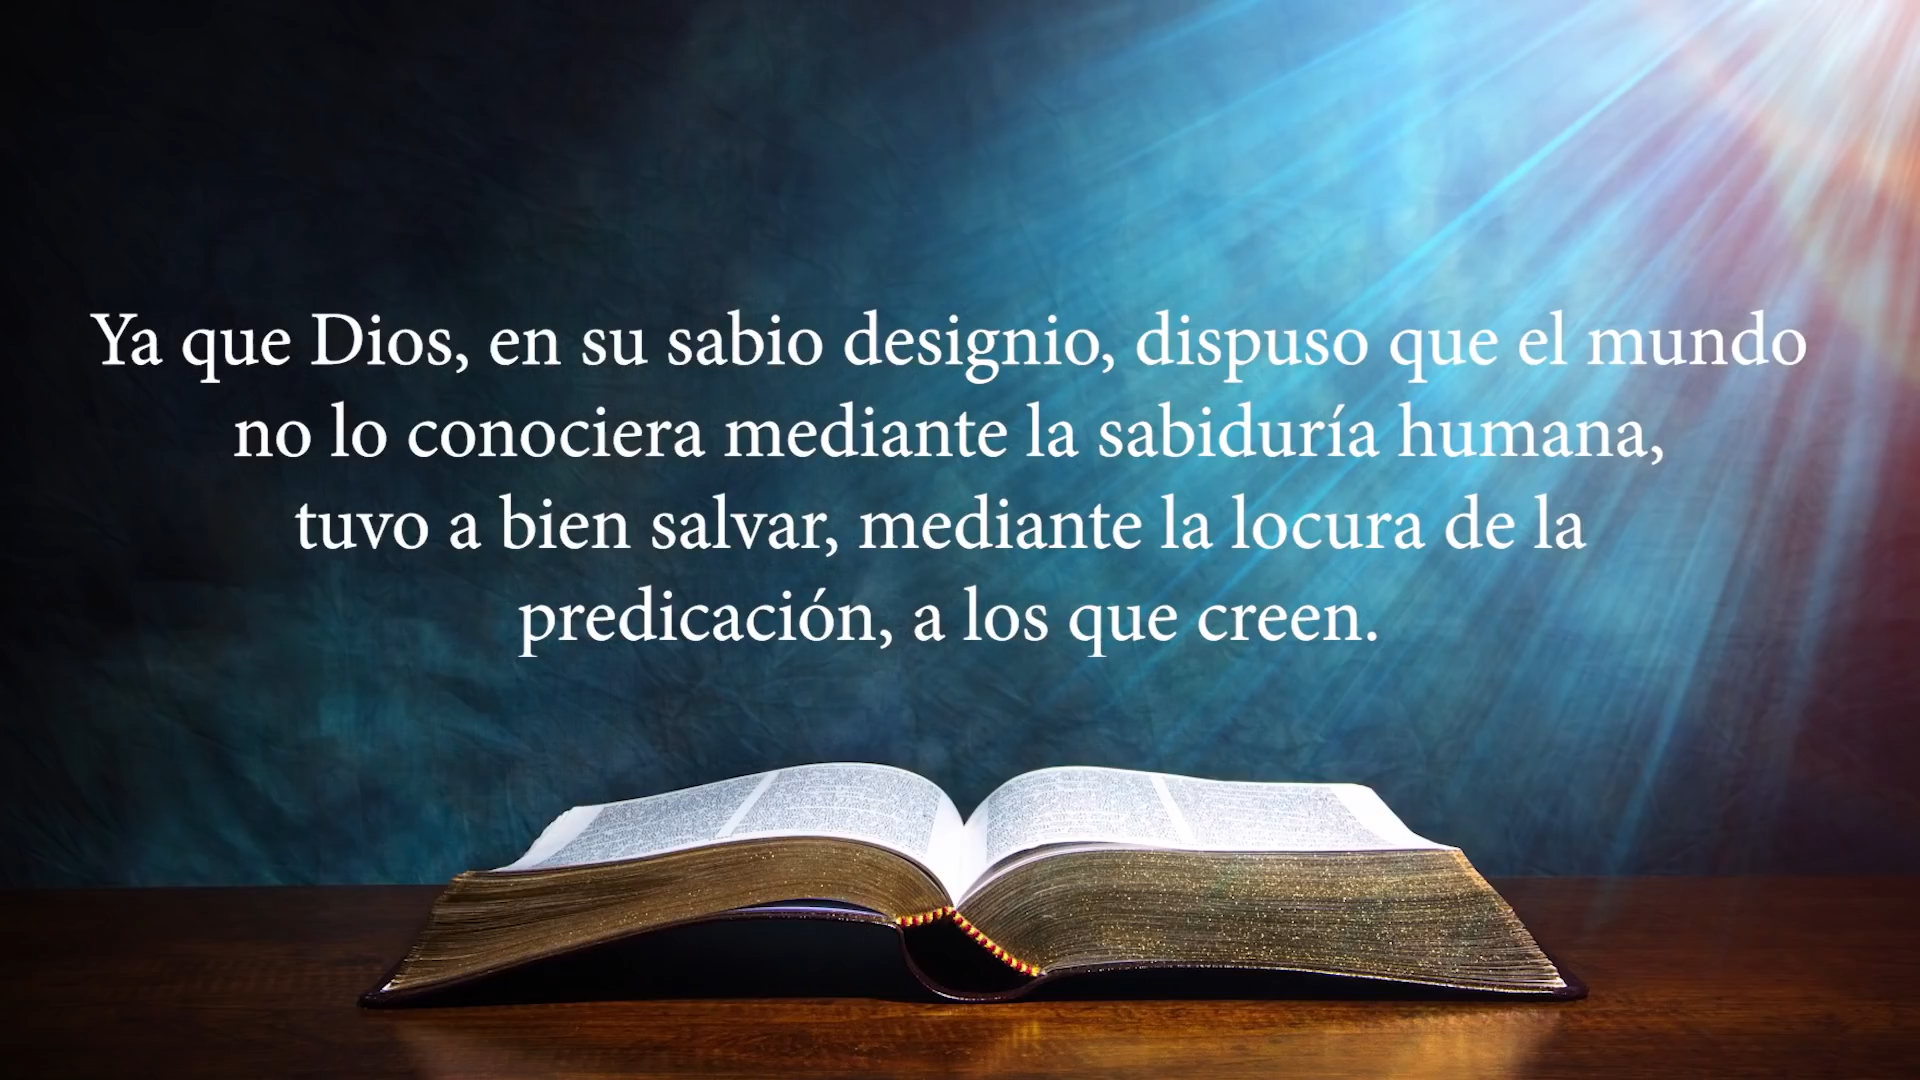 Ya que Dios, en su sabio designio, dispuso que el mundo
no lo conociera mediante la sabiduría humana,
tuvo a bien salvar, mediante la locura de la
predicación, a los que creen.